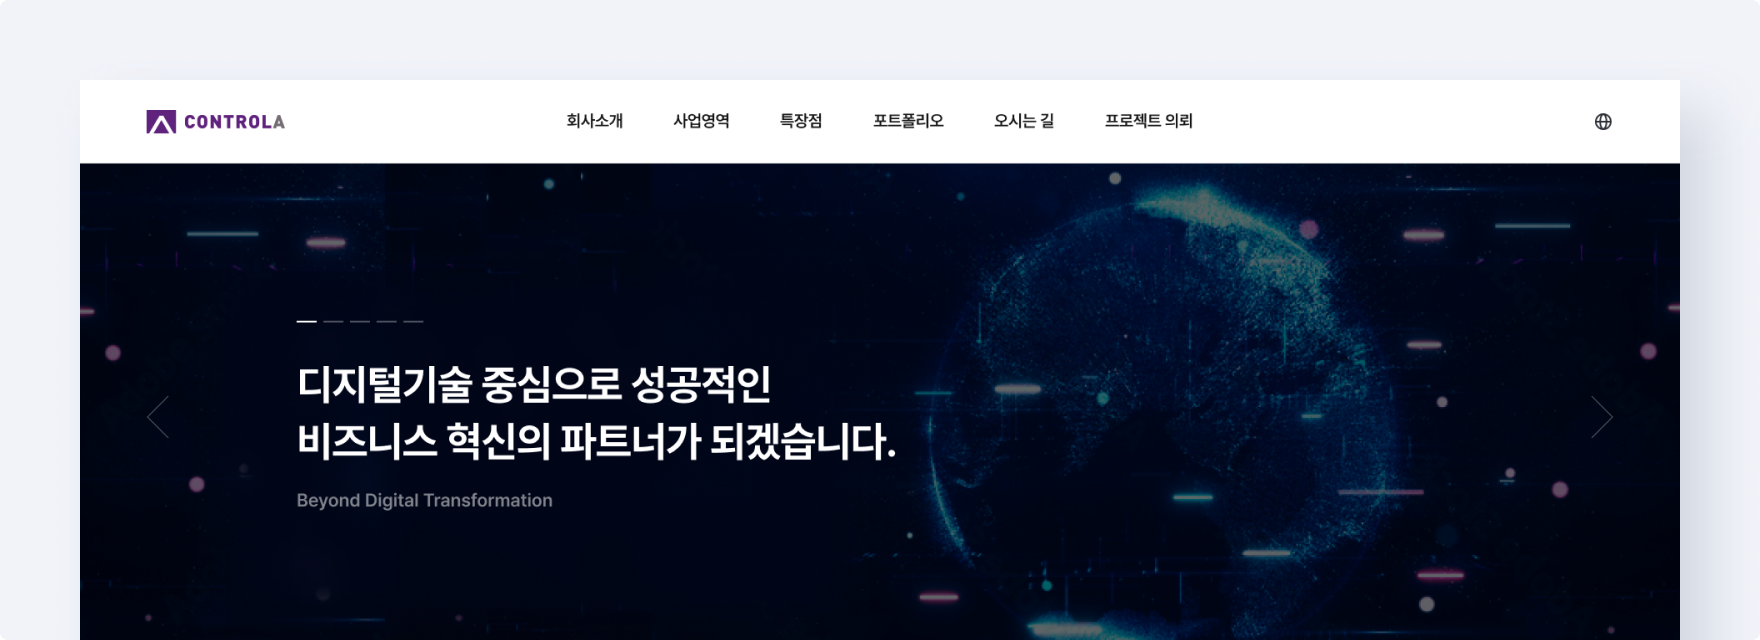 CONTROLA
회사소개 사업영역 특장점 포트폴리오 오시는 길 프로젝트 의뢰
디지털기술 중심으로 성공적인
비즈니스 혁신의 파트너가 되겠습니다.
Beyond Digital Transformation